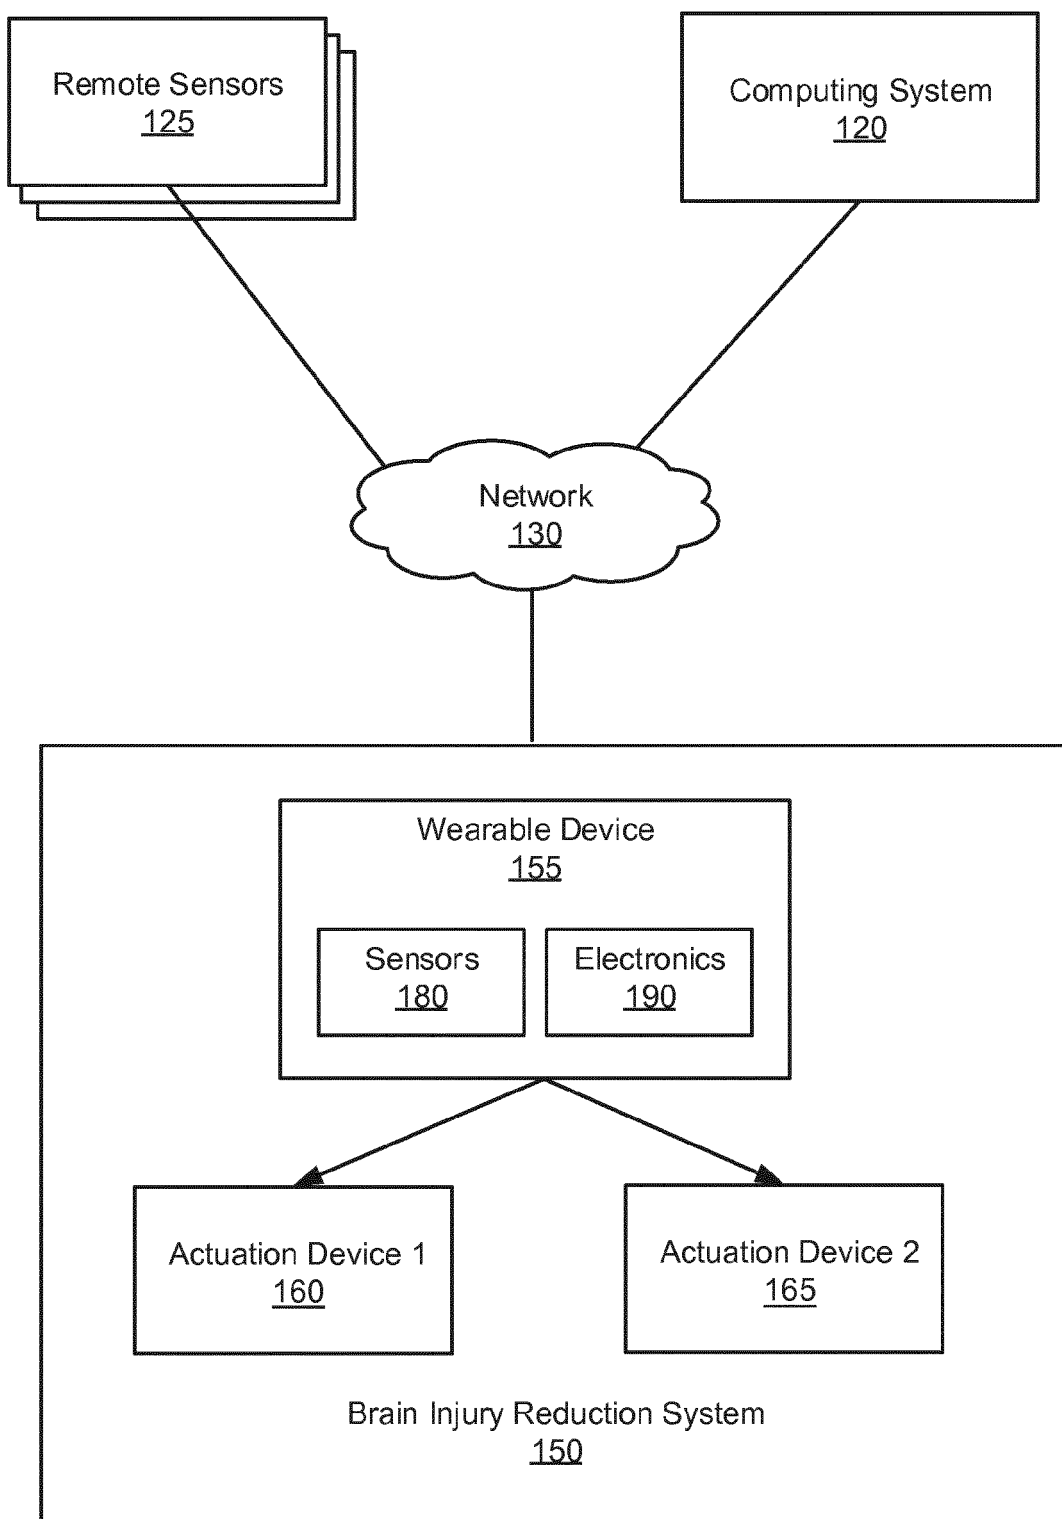 Remote Sensors
125
Computing System
120
Network
130
Wearable Device
155
Sensors
180
Electronics
190
Actuation Device 1
160
Actuation Device 2
165
Brain Injury Reduction System
150